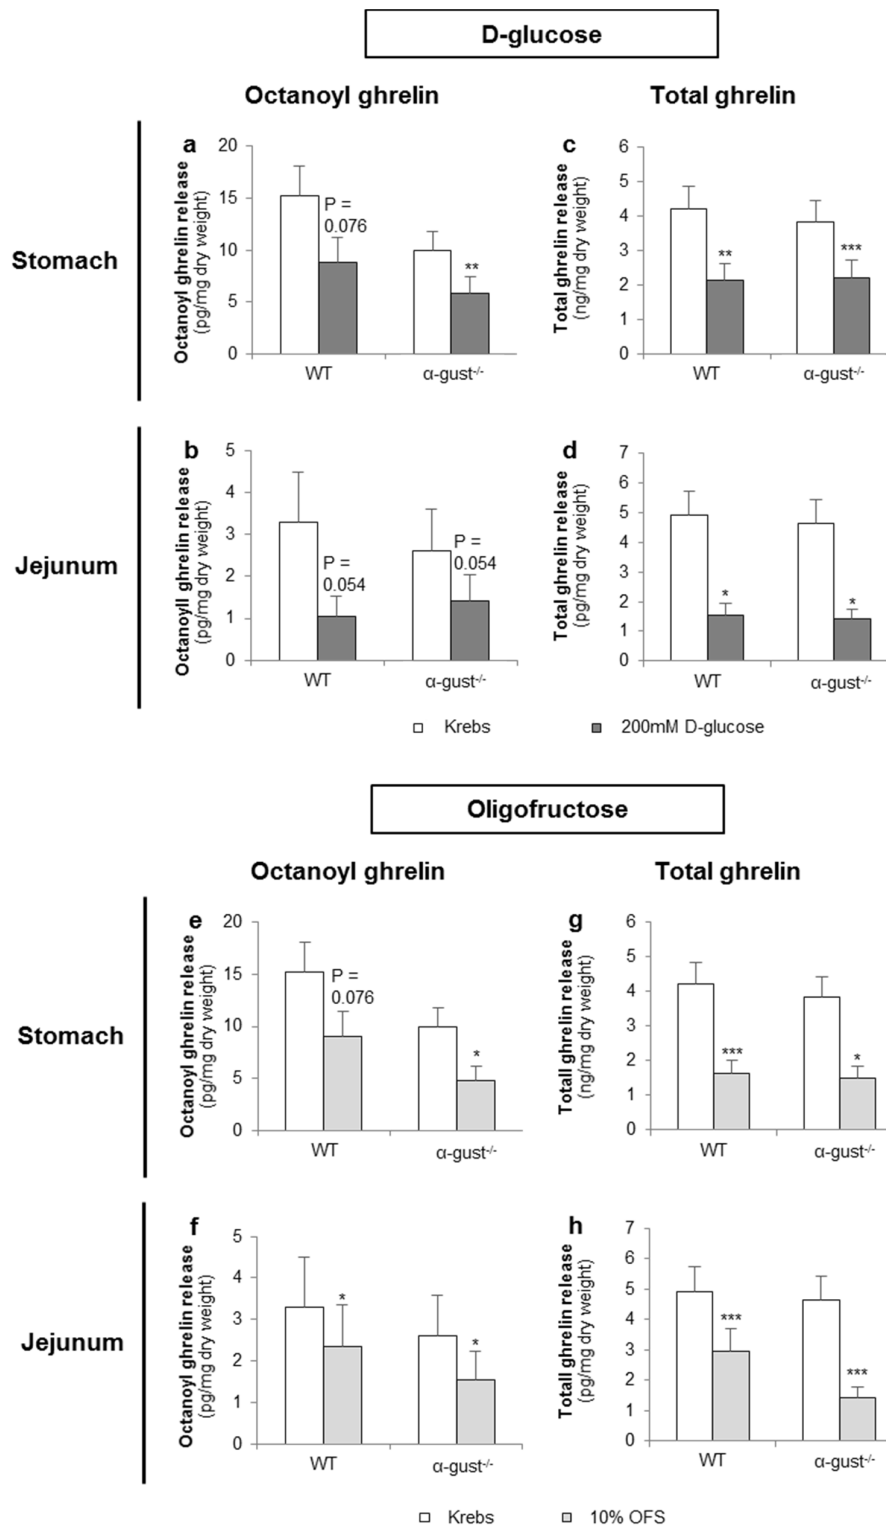 D-glucose
Octanoyl ghrelin
Total ghrelin
Stomach
a
Octanoyl ghrelin release
(pg/mg dry weight)
20
15
10
5
0
P =
0.076
**
WT
α-gust-/-
c
Total ghrelin release
(ng/mg dry weight)
6
5
4
3
2
1
0
**
***
WT
α-gust-/-
Jejunum
b
Octanoyll ghrelin release
(pg/mg dry weight)
5
4
3
2
1
0
P =
0.054
P =
0.054
WT
α-gust-/-
d
Total ghrelin release
(pg/mg dry weight)
7
6
5
4
3
2
1
0
*
*
WT
α-gust-/-
Krebs
200mM D-glucose
Oligofructose
Octanoyl ghrelin
Total ghrelin
Stomach
e
Octanoyl ghrelin release
(pg/mg dry weight)
20
15
10
5
0
P =
0.076
*
WT
α-gust-/-
g
Totall ghrelin release
(ng/mg dry weight)
6
5
4
3
2
1
0
***
*
WT
α-gust-/-
Jejunum
f
Octanoyl ghrelin release
(pg/mg dry weight)
5
4
3
2
1
0
*
*
WT
α-gust-/-
h
Totall ghrelin release
(pg/mg dry weight)
7
6
5
4
3
2
1
0
***
***
WT
α-gust-/-
Krebs
10% OFS